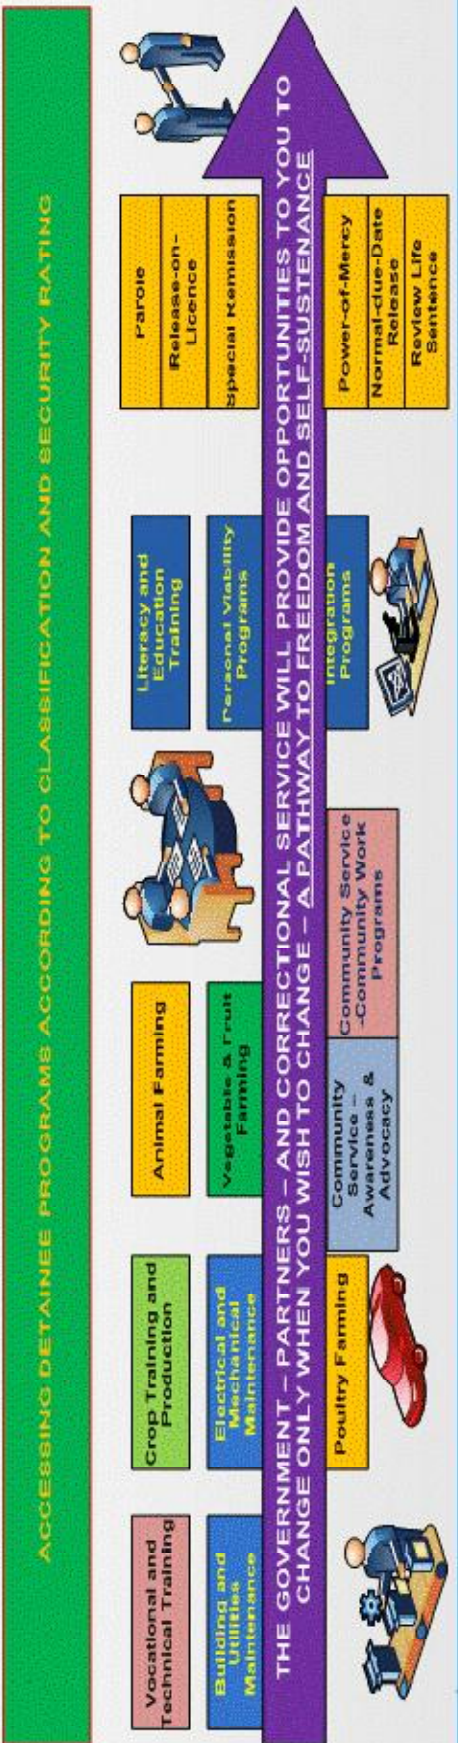 ACCESSING DETAINEE PROGRAMS ACCORDING TO CLASSIFICATION AND SECURITY RATING
Vocational and
Technical Training
Crop Training and
Production
Animal Farming
Literacy and
Education
Training
Parole
Release-on-
Licence
Special Remission
Building and
Utilities
Maintenance
Electrical and
Mechanical
Maintenance
Vegetable & Fruit
Farming
Personal Viability
Programs
THE GOVERNMENT – PARTNERS – AND CORRECTIONAL SERVICE WILL PROVIDE OPPORTUNITIES TO YOU TO
CHANGE ONLY WHEN YOU WISH TO CHANGE – A PATHWAY TO FREEDOM AND SELF-SUSTENANCE
Poultry Farming
Community
Service –
Awareness &
Advocacy
Community Service
-Community Work
Programs
Integration
Programs
Power-of-Mercy
Normal-due-Date
Release
Review Life
Sentence